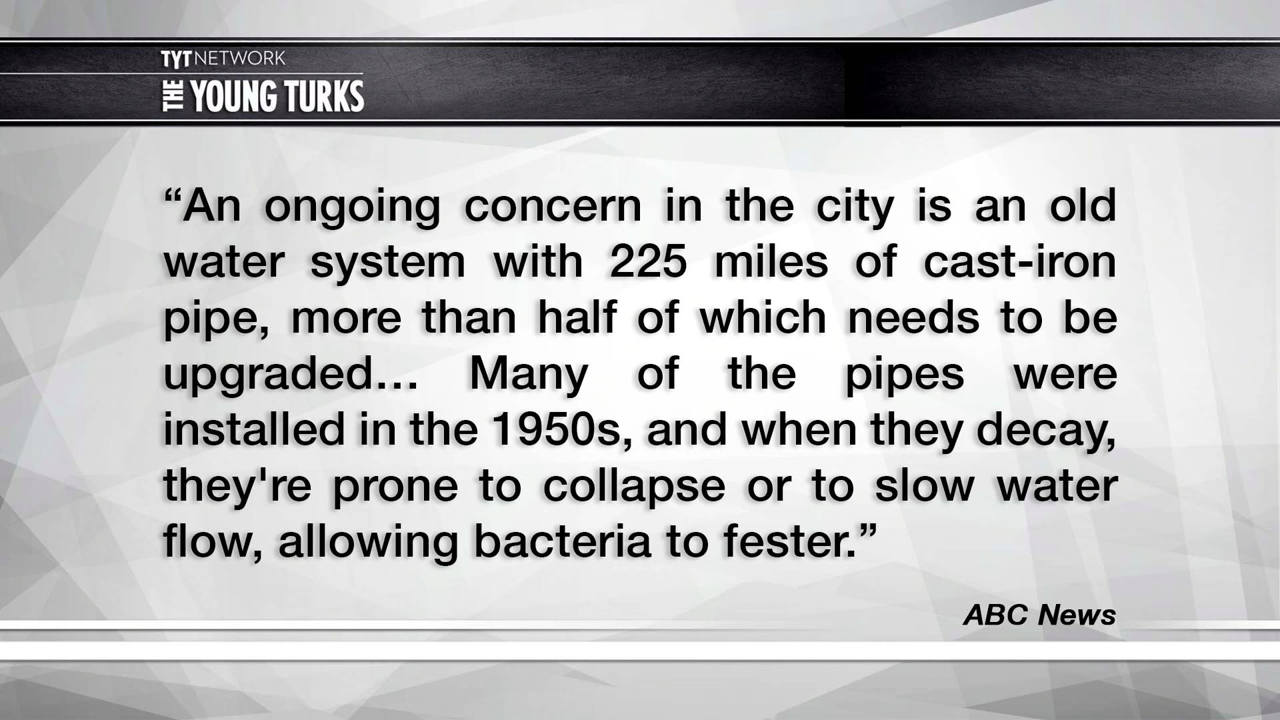 TYT NETWORK
THE YOUNG TURKS
“An ongoing concern in the city is an old
water system with 225 miles of cast-iron
pipe, more than half of which needs to be
upgraded... Many of the pipes were
installed in the 1950s, and when they decay,
they're prone to collapse or to slow water
flow, allowing bacteria to fester.”
ABC News